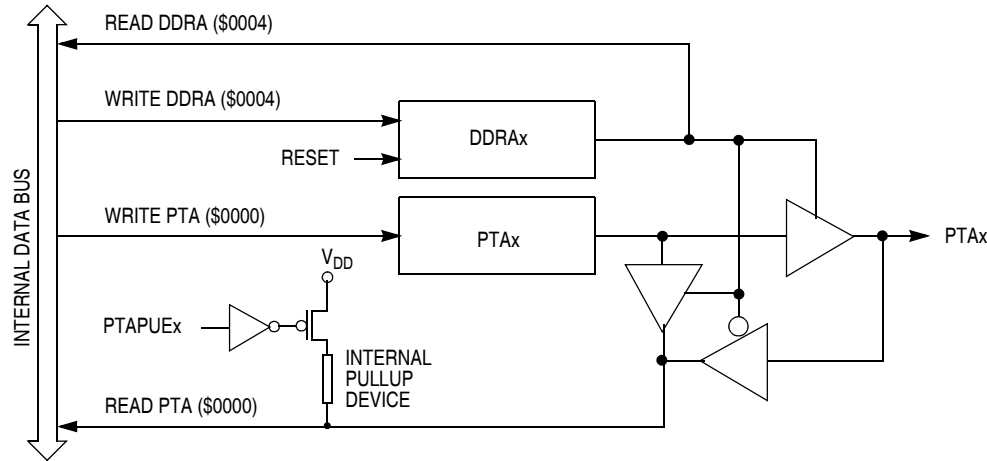 READ DDRA ($0004)
WRITE DDRA ($0004)
DDRAx
RESET
INTERNAL DATA BUS
WRITE PTA ($0000)
PTAx
PTAx
VDD
PTAPUEx
INTERNAL
PULLUP
DEVICE
READ PTA ($0000)